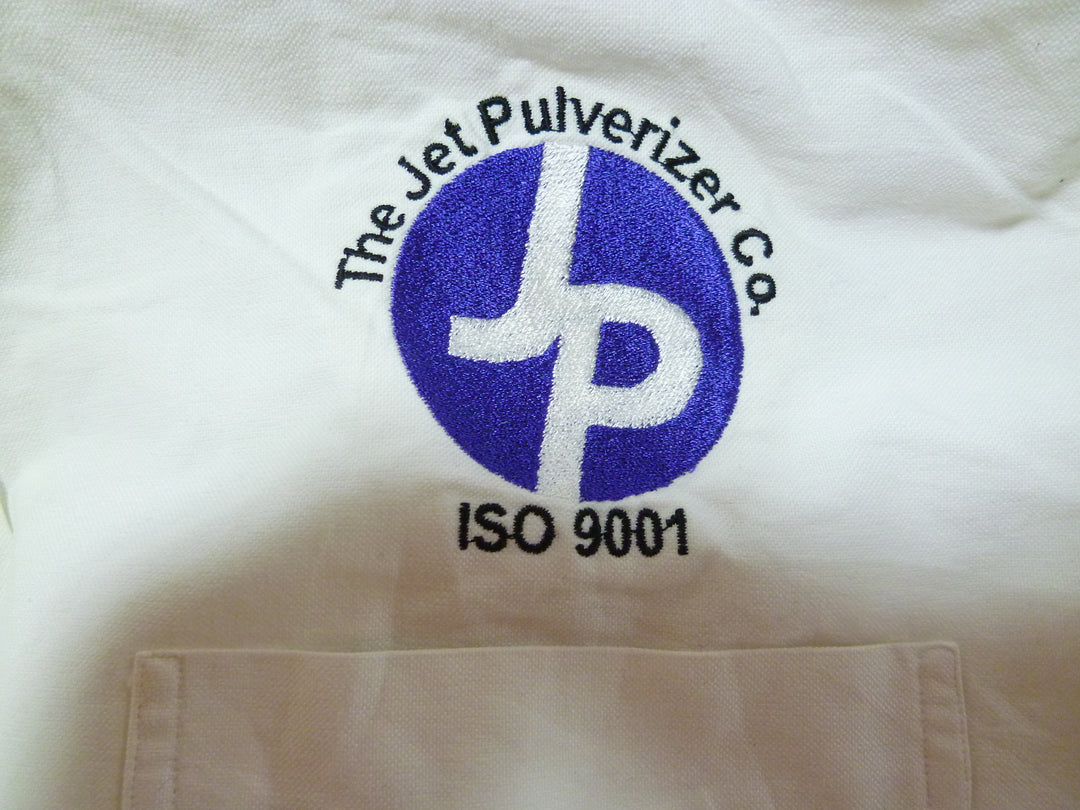 The Jet Pulverizer Co.
JP
ISO 9001